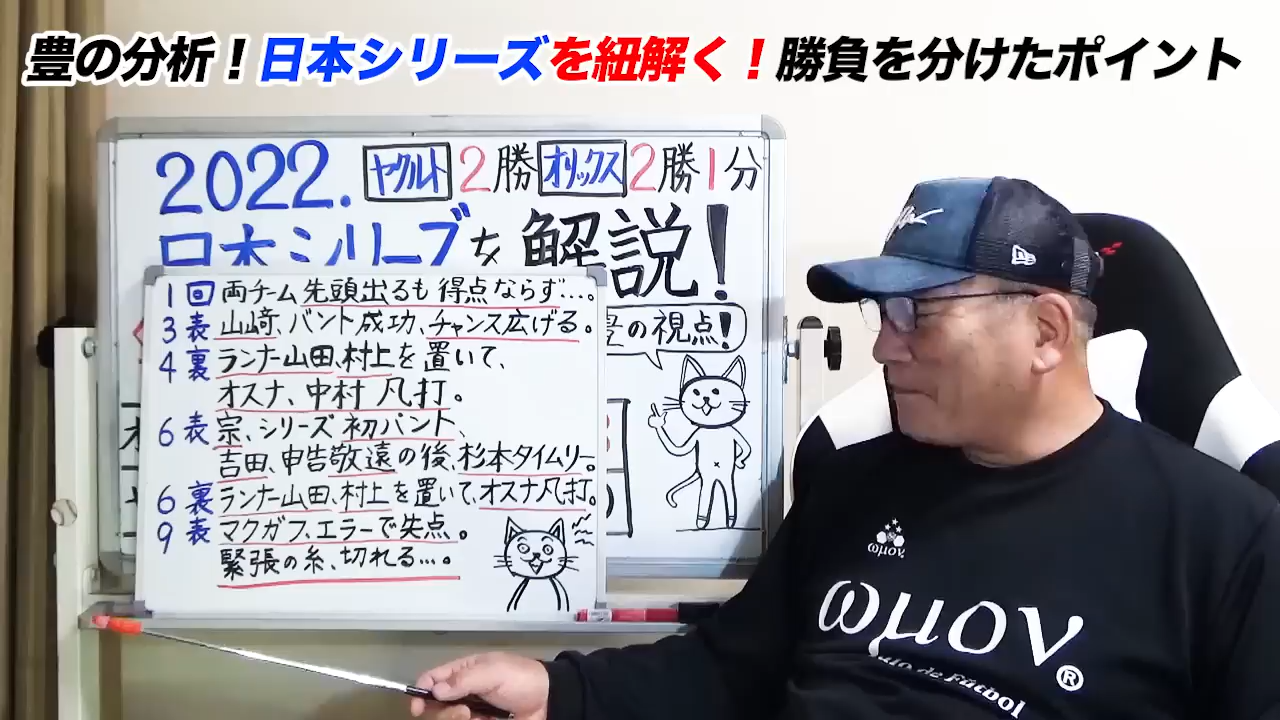 豊の分析！日本シリーズを紐解く！勝負を分けたポイント
2022. ヤクルト 2勝 オリックス 2勝1分
日本シリーズを解説！
の視点！
1回 両チーム先頭出るも得点ならず…。
3表 山﨑、バント成功、チャンス広げる。
4裏 ランナー山田、村上を置いて、
オスナ、中村凡打。
6表 宗、シリーズ初バント、
吉田、申告敬遠の後、杉本タイムリー。
6裏 ランナー山田、村上を置いて、オスナ凡打。
9表 マクガフ、エラーで失点。
緊張の糸、切れる…。
ωμον
ωμον®
de Fútbol